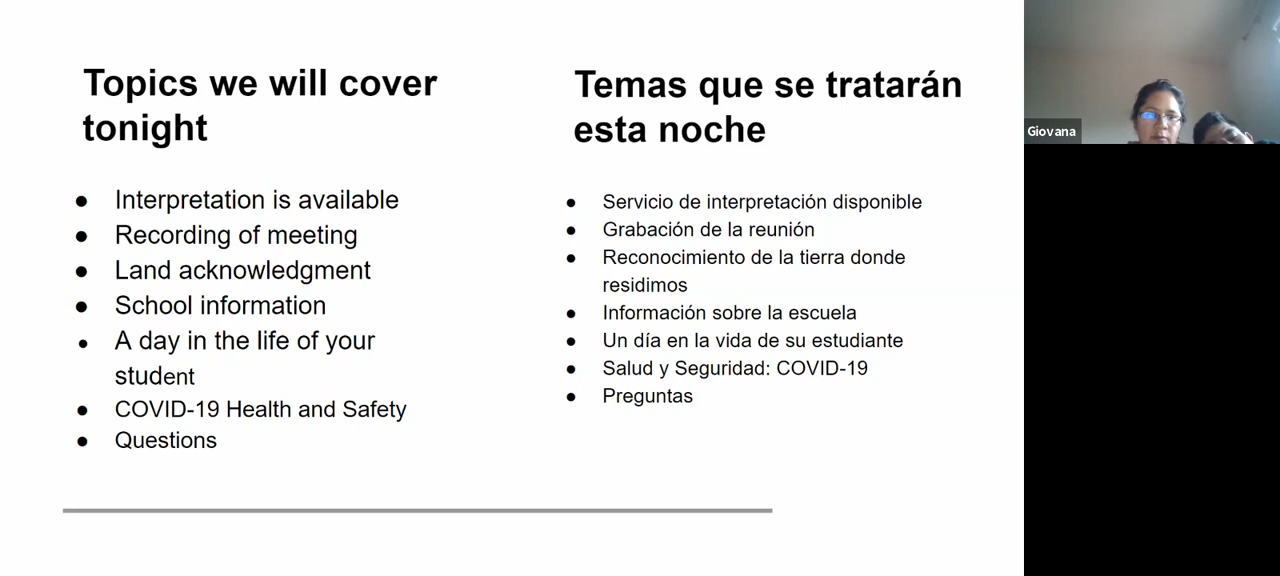 Topics we will cover
tonight
● Interpretation is available
● Recording of meeting
● Land acknowledgment
● School information
● A day in the life of your
student
● COVID-19 Health and Safety
● Questions
Temas que se tratarán
esta noche
● Servicio de interpretación disponible
● Grabación de la reunión
● Reconocimiento de la tierra donde
residimos
● Información sobre la escuela
● Un día en la vida de su estudiante
● Salud y Seguridad: COVID-19
● Preguntas
Giovana